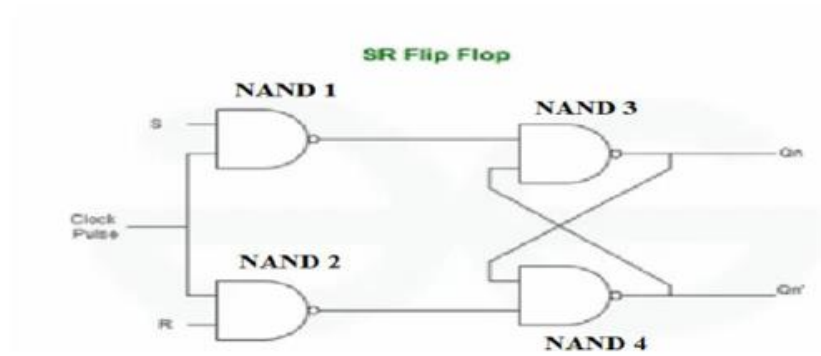 SR Flip Flop
NAND 1
NAND 3
S
Qn
Clock
Pulse
NAND 2
R
Qn'
NAND 4